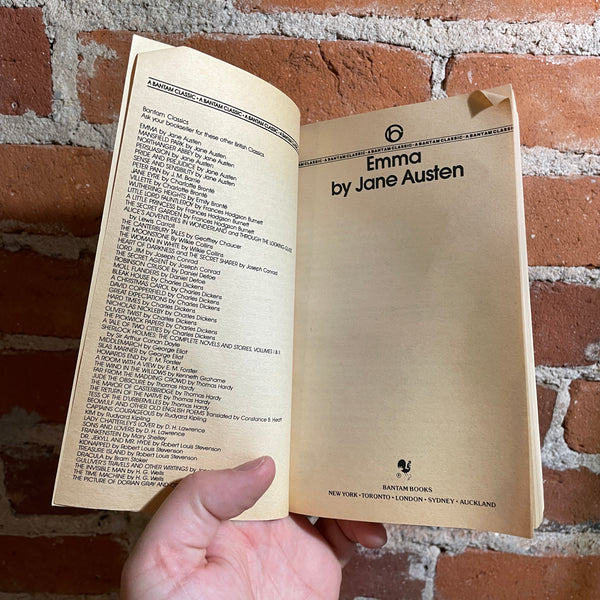 A BANTAM CLASSIC • A BANTAM CLASSIC • A BANTAM CLASSIC • A BANTAM CLASSIC
Bantam Classics
Ask your bookseller for these other British Classics
EMMA by Jane Austen
MANSFIELD PARK by Jane Austen
NORTHANGER ABBEY by Jane Austen
PERSUASION by Jane Austen
PRIDE AND PREJUDICE by Jane Austen
SENSE AND SENSIBILITY by Jane Austen
PETER PAN by J. M. Barrie
JANE EYRE by Charlotte Brontë
VILLETTE by Charlotte Brontë
WUTHERING HEIGHTS by Emily Brontë
LITTLE LORD FAUNTLEROY by Frances Hodgson Burnett
A LITTLE PRINCESS by Frances Hodgson Burnett
THE SECRET GARDEN by Frances Hodgson Burnett
ALICE'S ADVENTURES IN WONDERLAND and THROUGH THE LOOKING-GLASS
by Lewis Carroll
THE CANTERBURY TALES by Geoffrey Chaucer
THE MOONSTONE by Wilkie Collins
THE WOMAN IN WHITE by Wilkie Collins
HEART OF DARKNESS and THE SECRET SHARER by Joseph Conrad
LORD JIM by Joseph Conrad
THE SECRET AGENT by Joseph Conrad
ROBINSON CRUSOE by Daniel Defoe
MOLL FLANDERS by Daniel Defoe
BLEAK HOUSE by Charles Dickens
A CHRISTMAS CAROL by Charles Dickens
DAVID COPPERFIELD by Charles Dickens
GREAT EXPECTATIONS by Charles Dickens
HARD TIMES by Charles Dickens
NICHOLAS NICKLEBY by Charles Dickens
OLIVER TWIST by Charles Dickens
THE PICKWICK PAPERS by Charles Dickens
A TALE OF TWO CITIES by Charles Dickens
SHERLOCK HOLMES: THE COMPLETE NOVELS AND STORIES, VOLUMES I & II
by Sir Arthur Conan Doyle
MIDDLEMARCH by George Eliot
SILAS MARNER by George Eliot
HOWARDS END by E. M. Forster
A ROOM WITH A VIEW by E. M. Forster
THE WIND IN THE WILLOWS by Kenneth Grahame
FAR FROM THE MADDING CROWD by Thomas Hardy
JUDE THE OBSCURE by Thomas Hardy
THE MAYOR OF CASTERBRIDGE by Thomas Hardy
THE RETURN OF THE NATIVE by Thomas Hardy
TESS OF THE D'URBERVILLES by Thomas Hardy
BEOWULF AND OTHER OLD ENGLISH POEMS Translated by Constance B. Hieatt
CAPTAINS COURAGEOUS by Rudyard Kipling
KIM by Rudyard Kipling
LADY CHATTERLEY'S LOVER by D. H. Lawrence
SONS AND LOVERS by D. H. Lawrence
FRANKENSTEIN by Mary Shelley
DR. JEKYLL AND MR. HYDE by Robert Louis Stevenson
KIDNAPPED by Robert Louis Stevenson
TREASURE ISLAND by Robert Louis Stevenson
DRACULA by Bram Stoker
GULLIVER'S TRAVELS AND OTHER WRITINGS by
THE INVISIBLE MAN by H. G. Wells
THE TIME MACHINE by H. G. Wells
THE PICTURE OF DORIAN GRAY AND
CLASSIC • A BANTAM CLASSIC • A BANTAM CLASSIC • A BANTAM CLASSIC
Emma
by Jane Austen
BANTAM BOOKS
NEW YORK • TORONTO • LONDON • SYDNEY • AUCKLAND